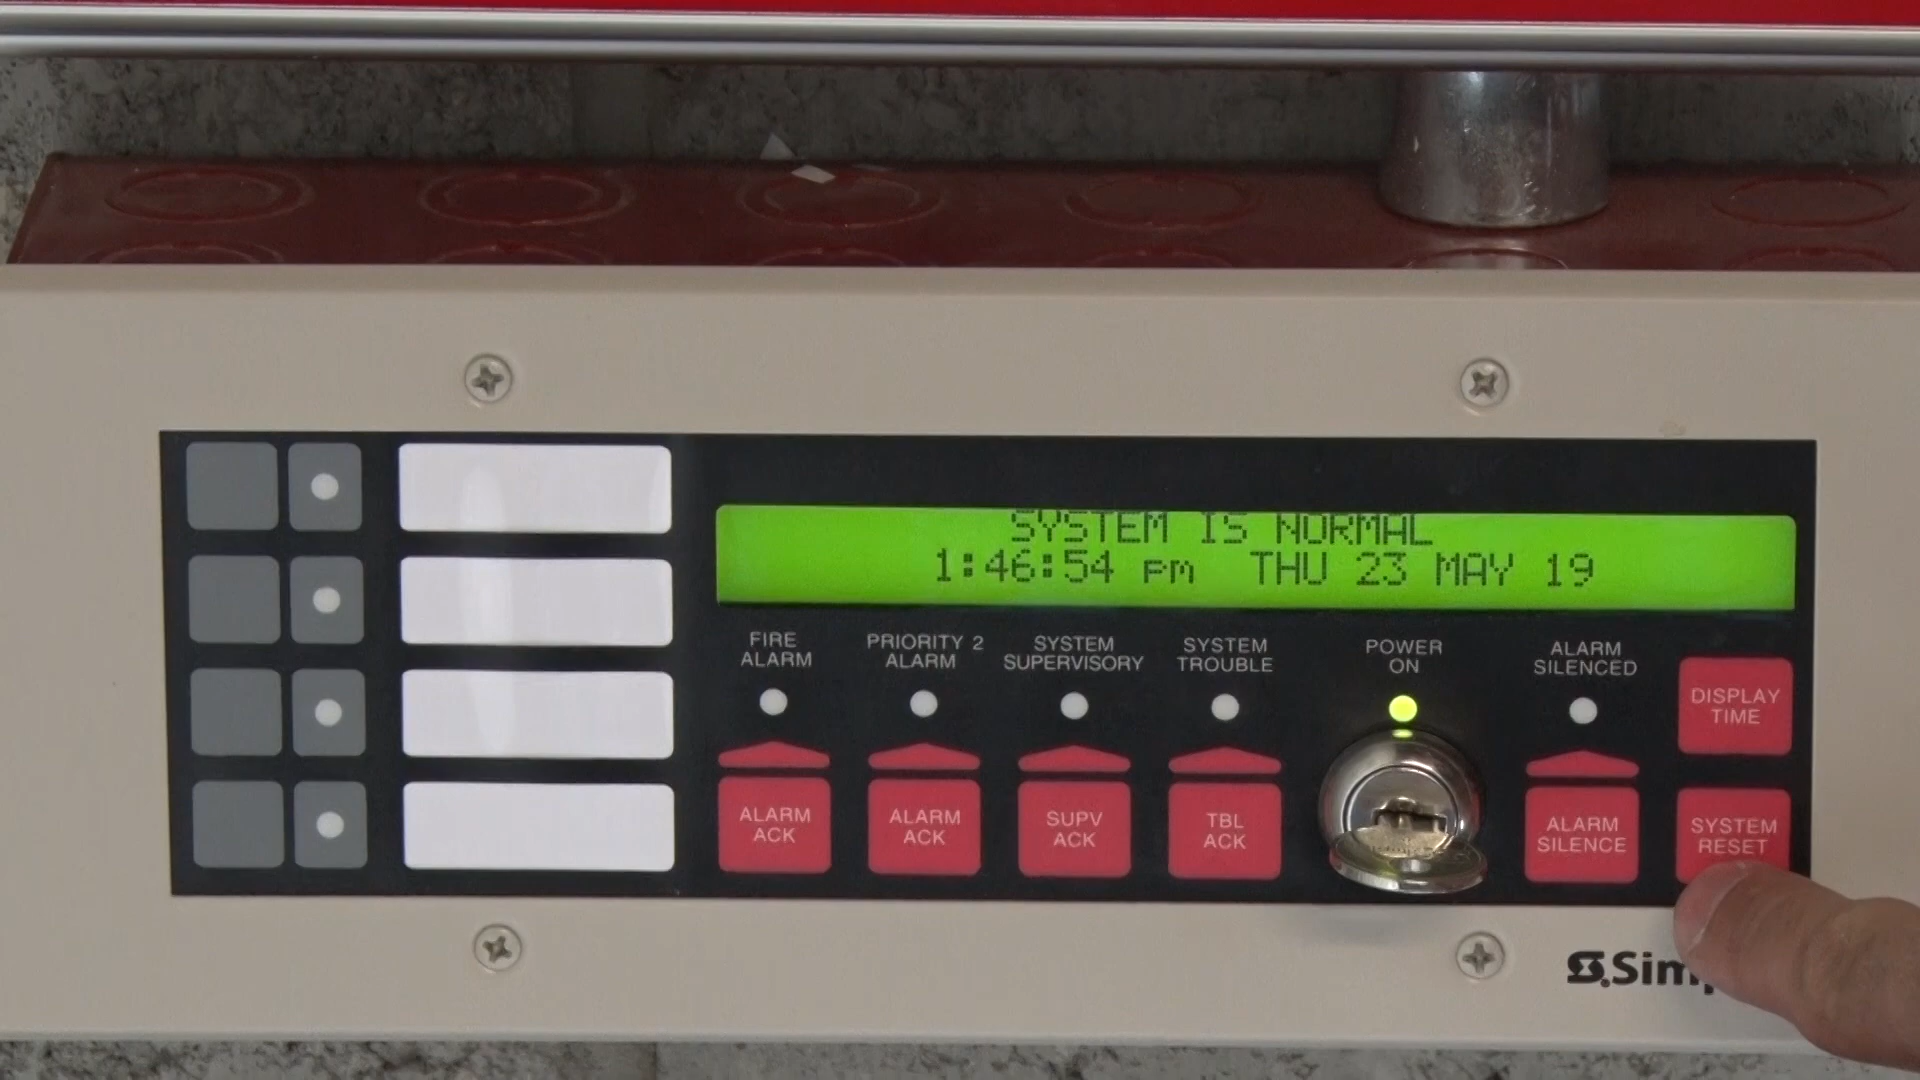 SYSTEM IS NORMAL
1:46:54 pm THU 23 MAY 19
FIRE
ALARM
PRIORITY 2
ALARM
SYSTEM
SUPERVISORY
SYSTEM
TROUBLE
POWER
ON
ALARM
SILENCED
DISPLAY
TIME
ALARM
ACK
ALARM
ACK
SUPV
ACK
TBL
ACK
ALARM
SILENCE
SYSTEM
RESET